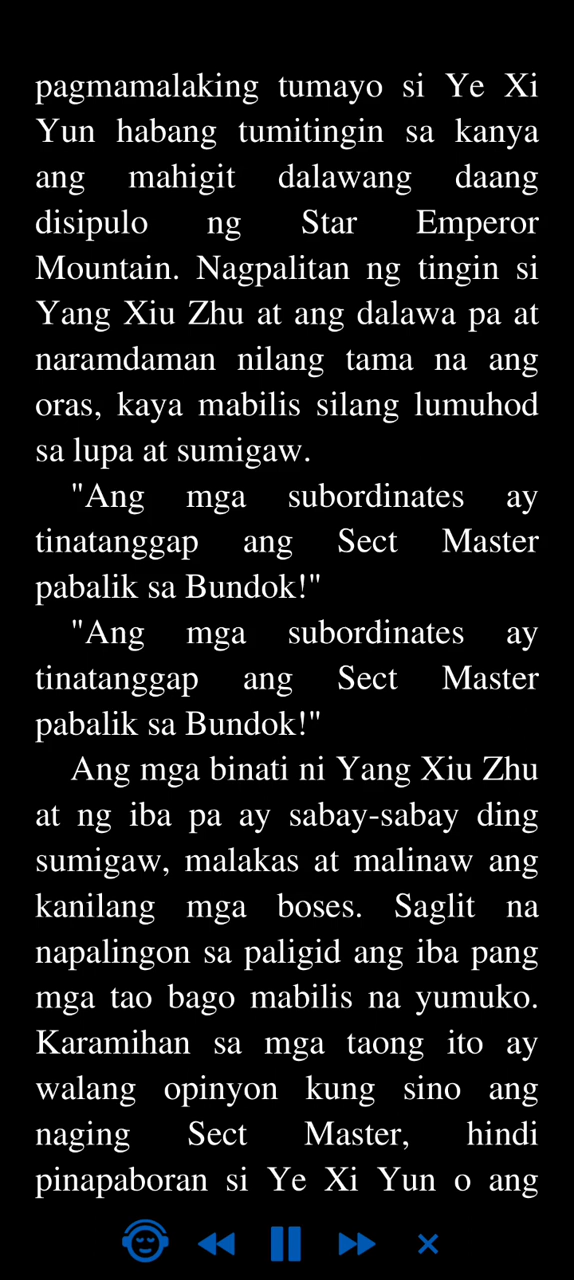 pagmamalaking tumayo si Ye Xi
Yun habang tumitingin sa kanya
ang mahigit dalawang daang
disipulo ng Star Emperor
Mountain. Nagpalitan ng tingin si
Yang Xiu Zhu at ang dalawa pa at
naramdaman nilang tama na ang
oras, kaya mabilis silang lumuhod
sa lupa at sumigaw.
"Ang mga subordinates ay
tinatanggap ang Sect Master
pabalik sa Bundok!"
"Ang mga subordinates ay
tinatanggap ang Sect Master
pabalik sa Bundok!"
Ang mga binati ni Yang Xiu Zhu
at ng iba pa ay sabay-sabay ding
sumigaw, malakas at malinaw ang
kanilang mga boses. Saglit na
napalingon sa paligid ang iba pang
mga tao bago mabilis na yumuko.
Karamihan sa mga taong ito ay
walang opinyon kung sino ang
naging Sect Master, hindi
pinapaboran si Ye Xi Yun o ang